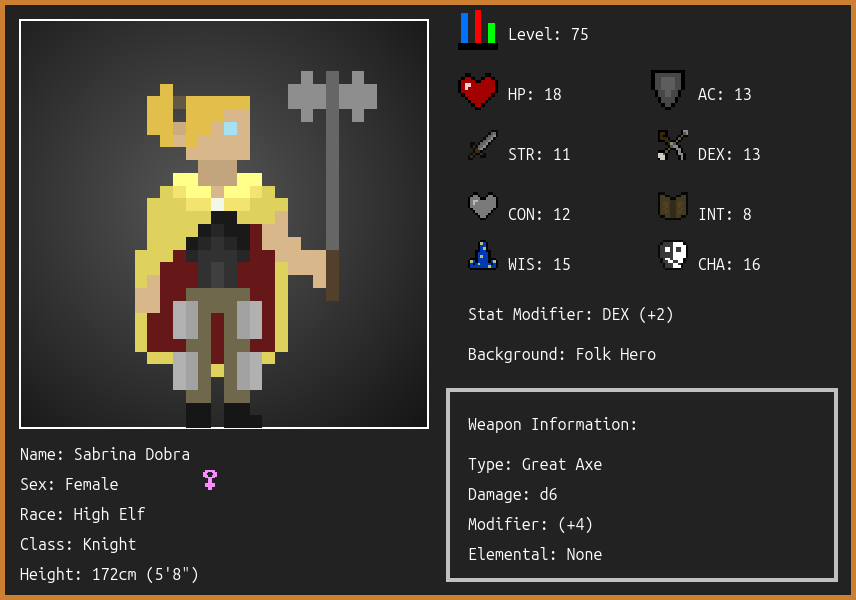 Level: 75
HP: 18
AC: 13
STR: 11
DEX: 13
CON: 12
INT: 8
WIS: 15
CHA: 16
Stat Modifier: DEX (+2)
Background: Folk Hero
Weapon Information:
Type: Great Axe
Damage: d6
Modifier: (+4)
Elemental: None
Name: Sabrina Dobra
Sex: Female
Race: High Elf
Class: Knight
Height: 172cm (5'8")